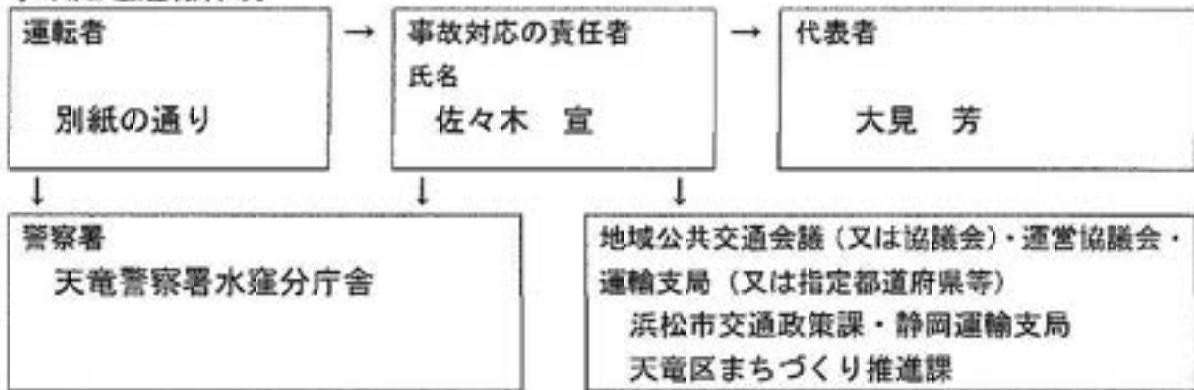 運転者 → 事故対応の責任者 → 代表者
氏名
別紙の通り 佐々木 宣 大見 芳
↓ ↓ ↓
警察署
天竜警察署水窪分庁舎
地域公共交通会議（又は協議会）・運営協議会・
運輸支局（又は指定都道府県等）
浜松市交通政策課・静岡運輸支局
天竜区まちづくり推進課